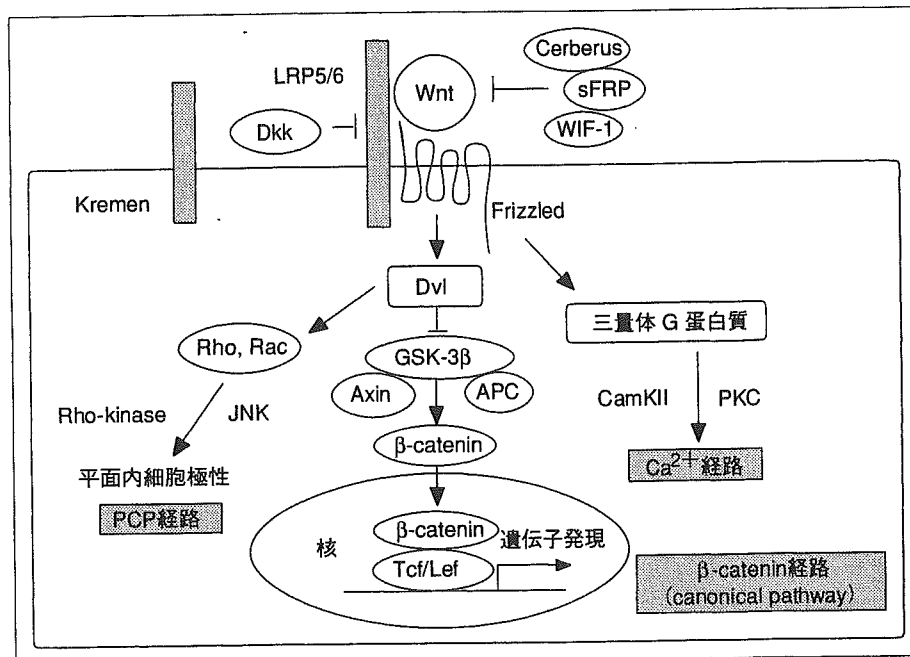 Cerberus
LRP5/6
Wnt
sFRP
Dkk
WIF-1
Kremen
Frizzled
Dvl
三量体 G 蛋白質
Rho, Rac
GSK-3β
Axin
APC
CamKII
PKC
Rho-kinase
JNK
β-catenin
Ca2+ 経路
平面内細胞極性
PCP経路
核
β-catenin
遺伝子発現
Tcf/Lef
β-catenin経路
(canonical pathway)